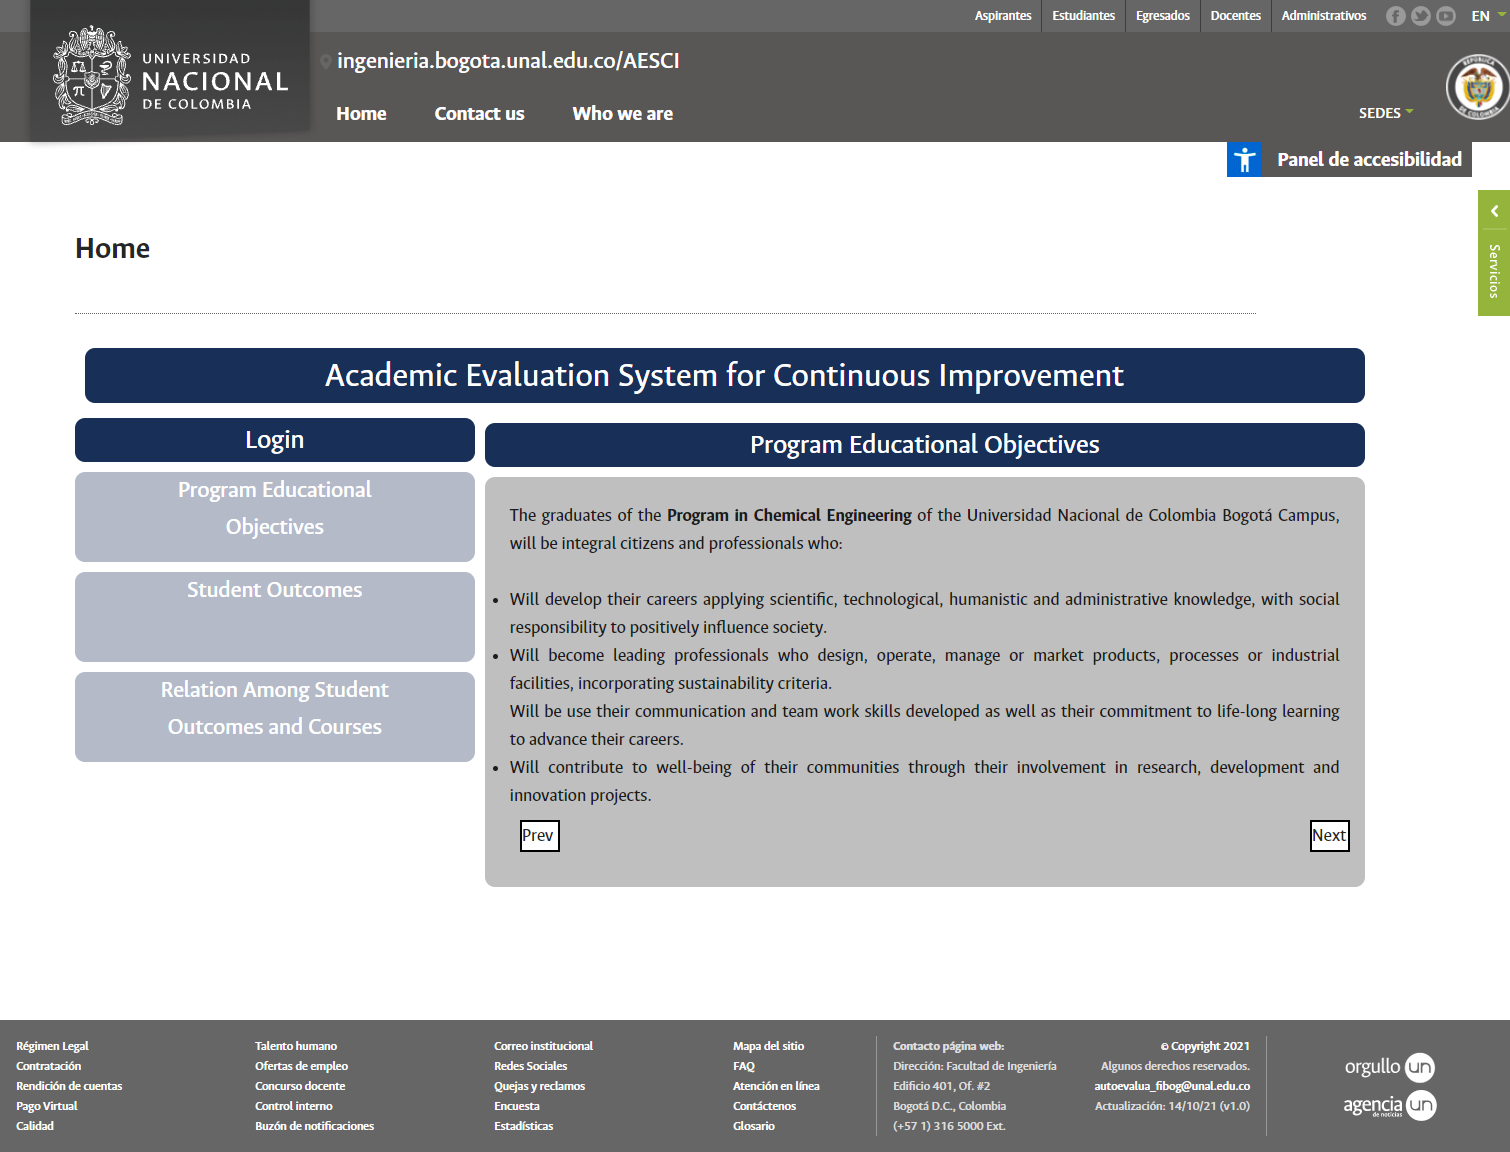 Aspirantes
Estudiantes
Egresados
Docentes
Administrativos
EN
UNIVERSIDAD
NACIONAL
DE COLOMBIA
ingenieria.bogota.unal.edu.co/AESCI
Home
Contact us
Who we are
SEDES
REPÚBLICA
DE COLOMBIA
Panel de accesibilidad
Servicios
Home
Academic Evaluation System for Continuous Improvement
Login
Program Educational
Objectives
Student Outcomes
Relation Among Student
Outcomes and Courses
Program Educational Objectives
The graduates of the Program in Chemical Engineering of the Universidad Nacional de Colombia Bogotá Campus,
will be integral citizens and professionals who:
• Will develop their careers applying scientific, technological, humanistic and administrative knowledge, with social
responsibility to positively influence society.
• Will become leading professionals who design, operate, manage or market products, processes or industrial
facilities, incorporating sustainability criteria.
Will be use their communication and team work skills developed as well as their commitment to life-long learning
to advance their careers.
• Will contribute to well-being of their communities through their involvement in research, development and
innovation projects.
Prev
Next
Régimen Legal
Contratación
Rendición de cuentas
Pago Virtual
Calidad
Talento humano
Ofertas de empleo
Concurso docente
Control interno
Buzón de notificaciones
Correo institucional
Redes Sociales
Quejas y reclamos
Encuesta
Estadísticas
Mapa del sitio
FAQ
Atención en línea
Contáctenos
Glosario
Contacto página web:
Dirección: Facultad de Ingeniería
Edificio 401, Of. #2
Bogotá D.C., Colombia
(+57 1) 316 5000 Ext.
© Copyright 2021
Algunos derechos reservados.
autoevalua_fibog@unal.edu.co
Actualización: 14/10/21 (v1.0)
orgullo un
agencia un
de noticias